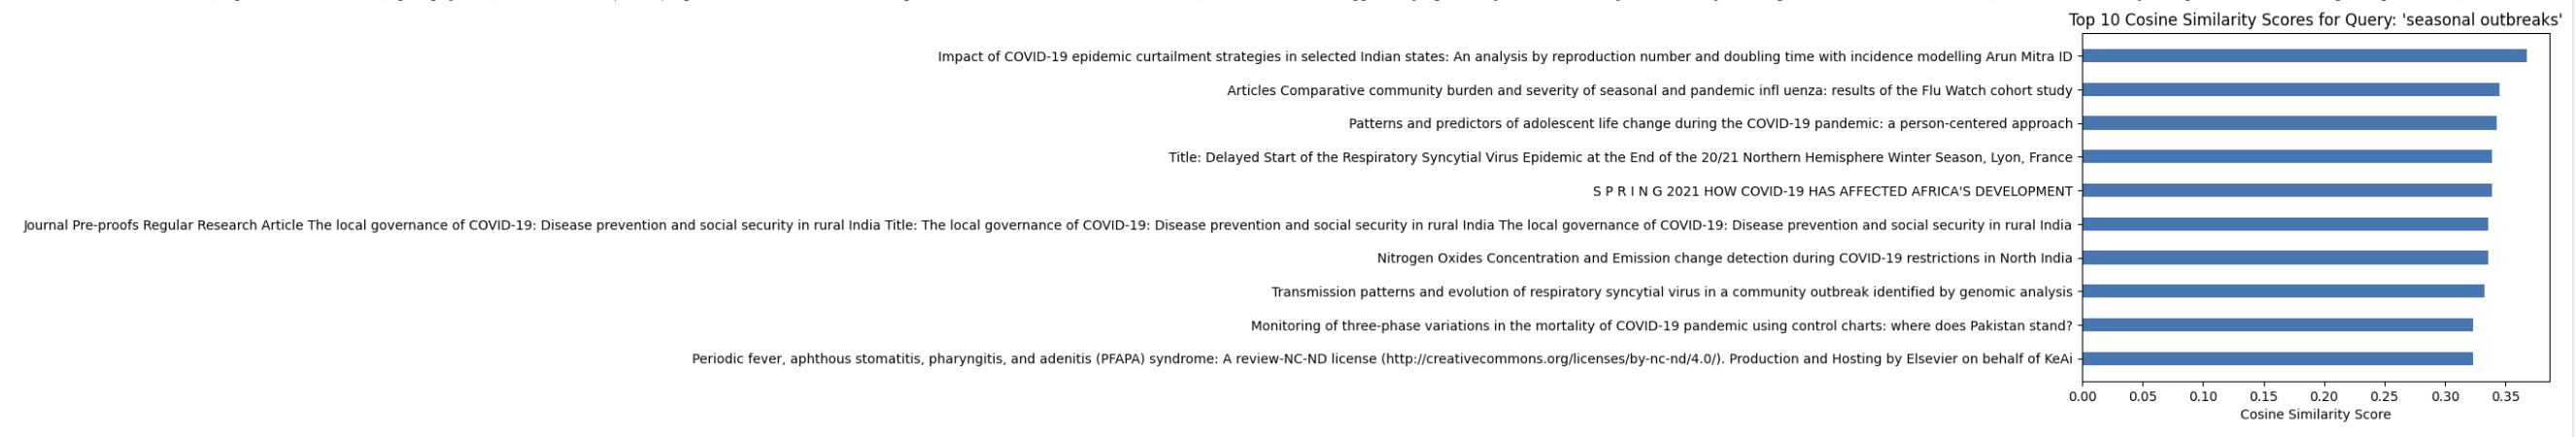 Top 10 Cosine Similarity Scores for Query: 'seasonal outbreaks'
Impact of COVID-19 epidemic curtailment strategies in selected Indian states: An analysis by reproduction number and doubling time with incidence modelling Arun Mitra ID
Articles Comparative community burden and severity of seasonal and pandemic infl uenza: results of the Flu Watch cohort study
Patterns and predictors of adolescent life change during the COVID-19 pandemic: a person-centered approach
Title: Delayed Start of the Respiratory Syncytial Virus Epidemic at the End of the 20/21 Northern Hemisphere Winter Season, Lyon, France
S P R I N G 2021 HOW COVID-19 HAS AFFECTED AFRICA'S DEVELOPMENT
Journal Pre-proofs Regular Research Article The local governance of COVID-19: Disease prevention and social security in rural India Title: The local governance of COVID-19: Disease prevention and social security in rural India The local governance of COVID-19: Disease prevention and social security in rural India
Nitrogen Oxides Concentration and Emission change detection during COVID-19 restrictions in North India
Transmission patterns and evolution of respiratory syncytial virus in a community outbreak identified by genomic analysis
Monitoring of three-phase variations in the mortality of COVID-19 pandemic using control charts: where does Pakistan stand?
Periodic fever, aphthous stomatitis, pharyngitis, and adenitis (PFAPA) syndrome: A review-NC-ND license (http://creativecommons.org/licenses/by-nc-nd/4.0/). Production and Hosting by Elsevier on behalf of KeAi
0.00 0.05 0.10 0.15 0.20 0.25 0.30 0.35
Cosine Similarity Score